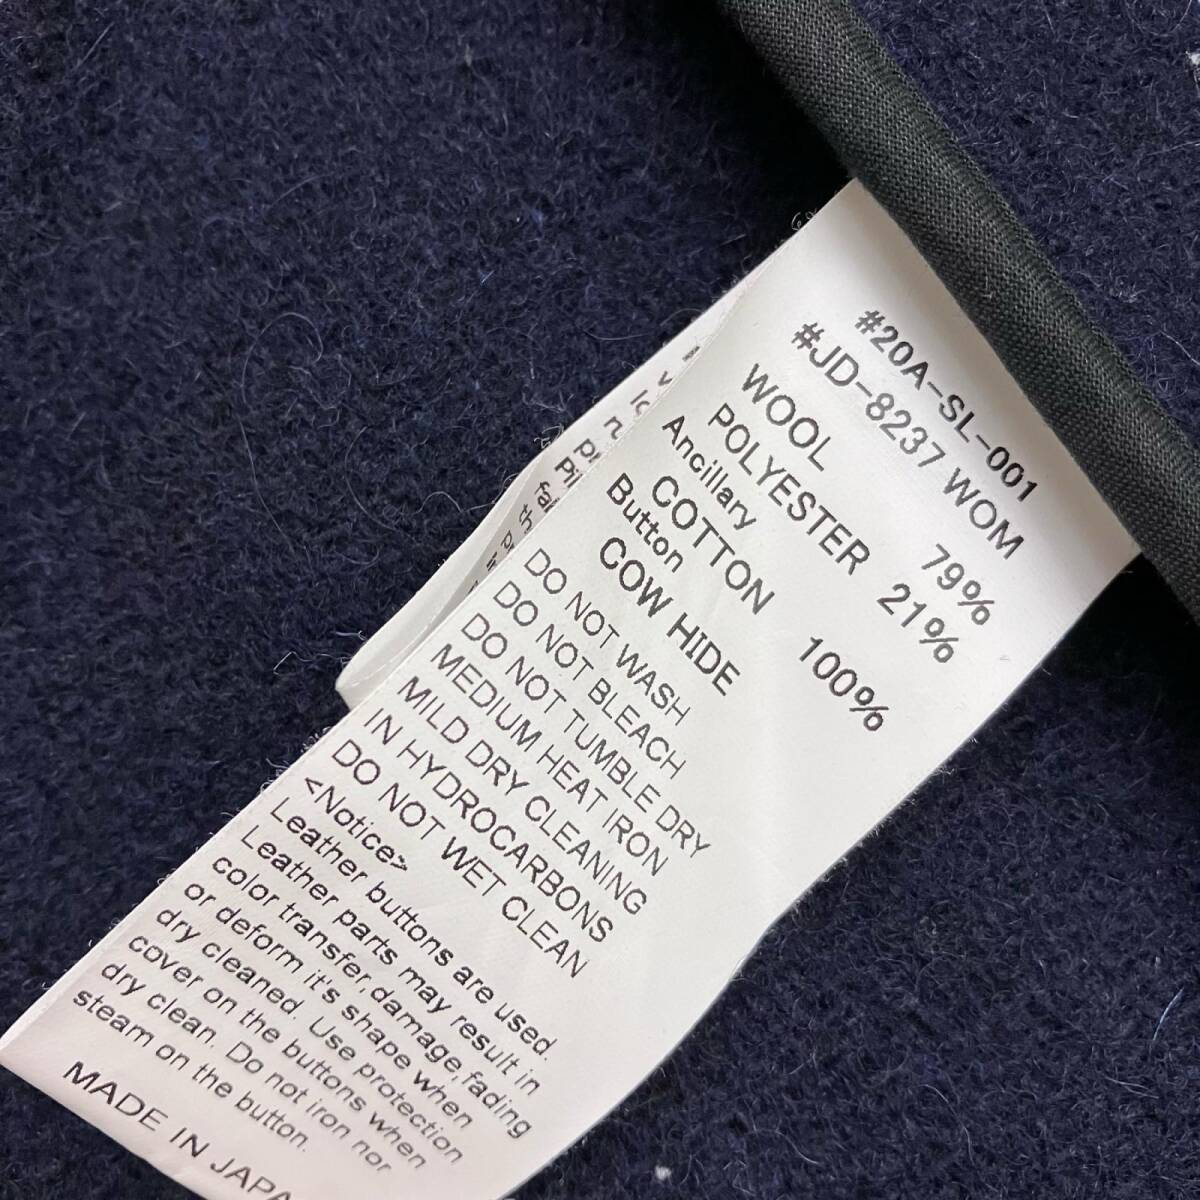 #20A-SL-001
#JD-8237 WOM
WOOL 79%
POLYESTER 21%
Ancillary
COTTON 100%
Button
COW HIDE
DO NOT WASH
DO NOT BLEACH
DO NOT TUMBLE DRY
MEDIUM HEAT IRON
MILD DRY CLEANING
IN HYDROCARBONS
DO NOT WET CLEAN
<Notice>
Leather buttons are used.
Leather parts may result in
color transfer,damage,fading
or deform it's shape when
dry cleaned. Use protection
cover on the buttons when
dry clean. Do not iron nor
steam on the button.
MADE IN JAPA